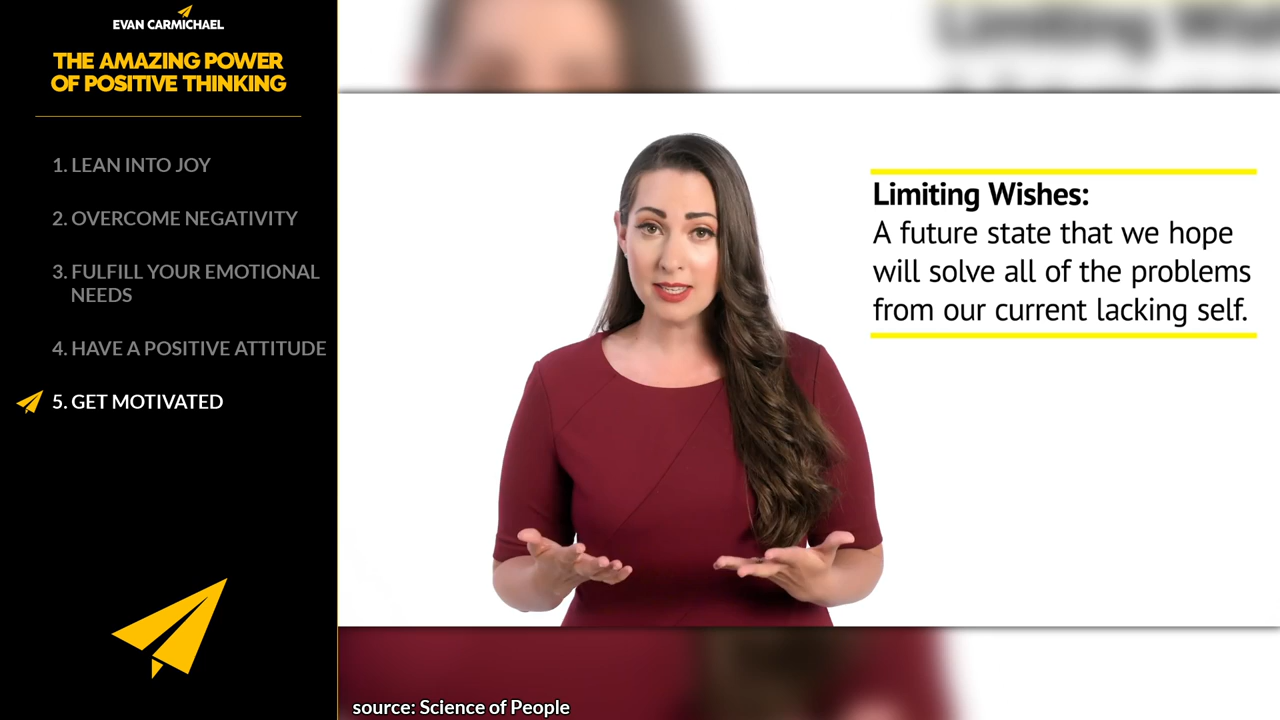 EVAN CARMICHAEL
THE AMAZING POWER
OF POSITIVE THINKING
1. LEAN INTO JOY
2. OVERCOME NEGATIVITY
3. FULFILL YOUR EMOTIONAL
NEEDS
4. HAVE A POSITIVE ATTITUDE
5. GET MOTIVATED
Limiting Wishes:
A future state that we hope
will solve all of the problems
from our current lacking self.
source: Science of People